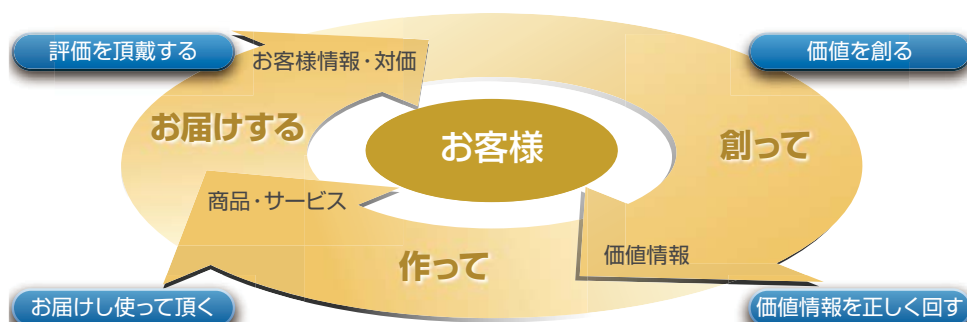 評価を頂戴する
価値を創る
お客様情報・対価
お届けする
お客様
創って
商品・サービス
作って
価値情報
お届けし使って頂く
価値情報を正しく回す